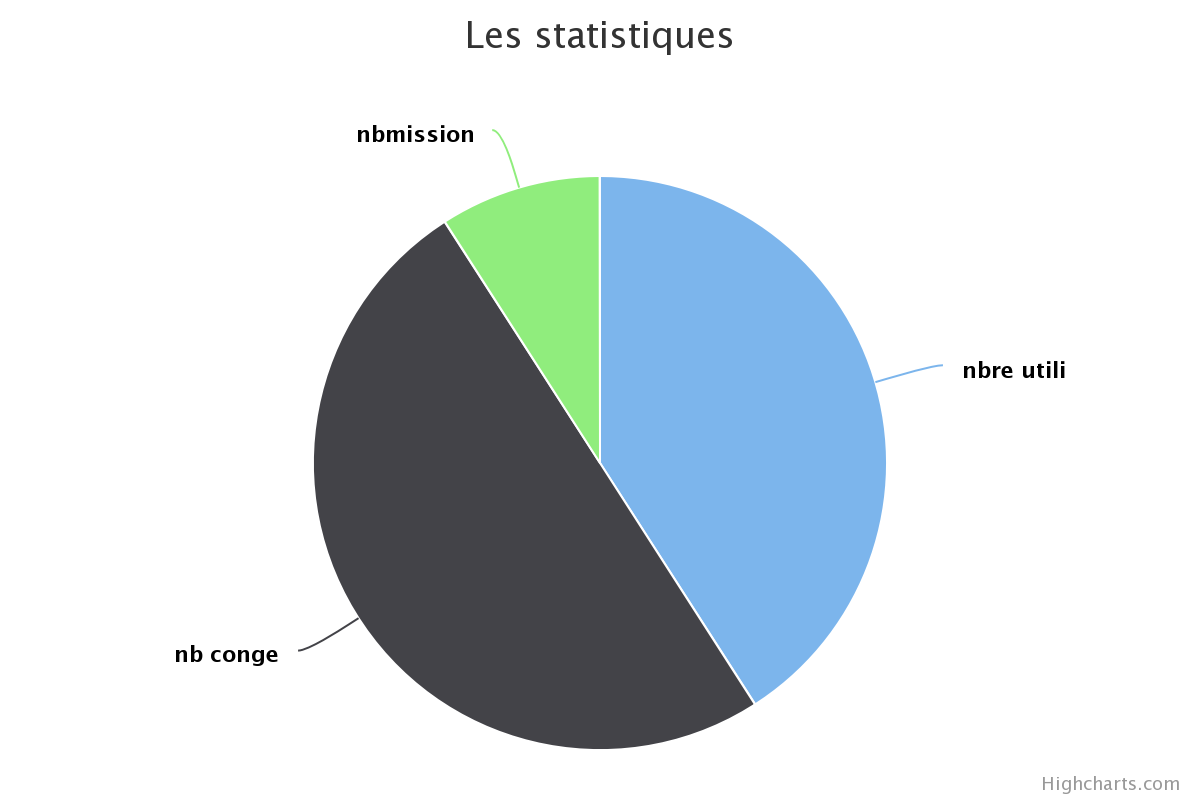 Les statistiques
nbmission
nbre utili
nb conge
Highcharts.com